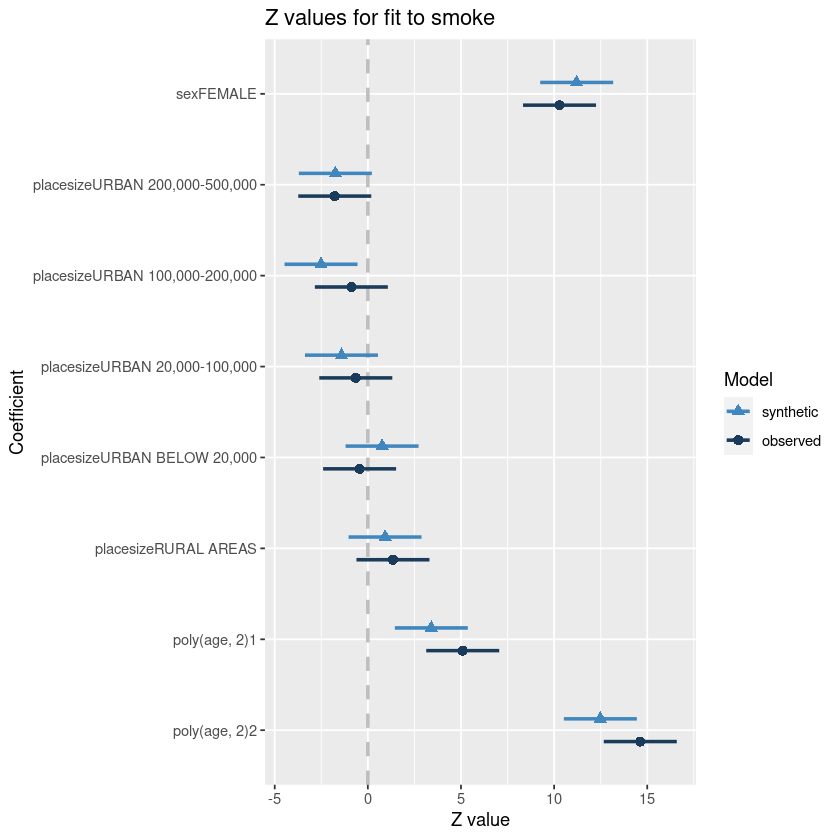 Z values for fit to smoke
sexFEMALE
placesizeURBAN 200,000-500,000
placesizeURBAN 100,000-200,000
placesizeURBAN 20,000-100,000
placesizeURBAN BELOW 20,000
placesizeRURAL AREAS
poly(age, 2)1
poly(age, 2)2
Coefficient
-5 0 5 10 15
Z value
Model
synthetic
observed